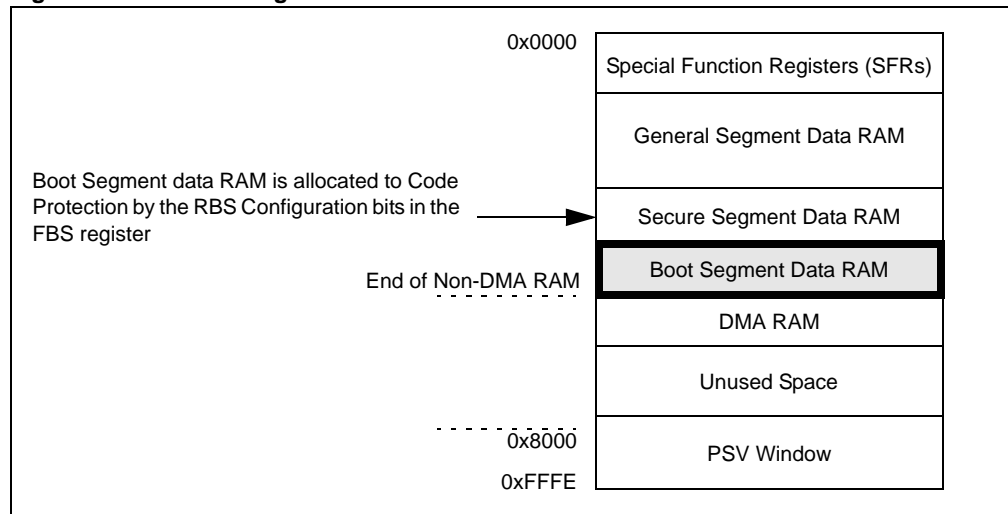 0x0000
Special Function Registers (SFRs)
General Segment Data RAM
Boot Segment data RAM is allocated to Code
Protection by the RBS Configuration bits in the
FBS register
Secure Segment Data RAM
Boot Segment Data RAM
End of Non-DMA RAM
DMA RAM
Unused Space
0x8000
PSV Window
0xFFFE